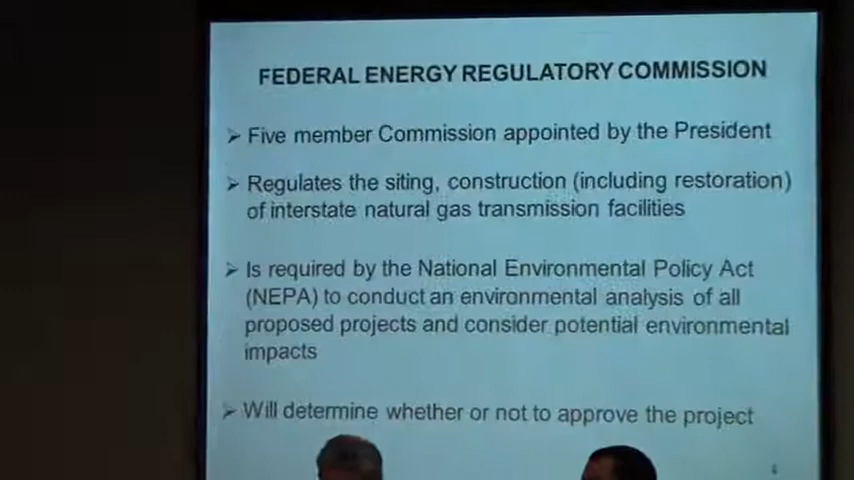 FEDERAL ENERGY REGULATORY COMMISSION
➢ Five member Commission appointed by the President
➢ Regulates the siting, construction (including restoration)
of interstate natural gas transmission facilities
➢ Is required by the National Environmental Policy Act
(NEPA) to conduct an environmental analysis of all
proposed projects and consider potential environmental
impacts
➢ Will determine whether or not to approve the project